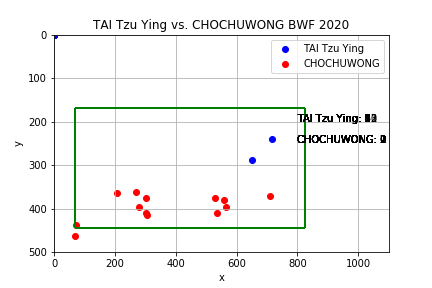 TAI Tzu Ying vs. CHOCHUWONG BWF 2020
TAI Tzu Ying
CHOCHUWONG
0
100
200
300
400
500
y
TAI Tzu Ying:
CHOCHUWONG:
0 200 400 600 800 1000
x